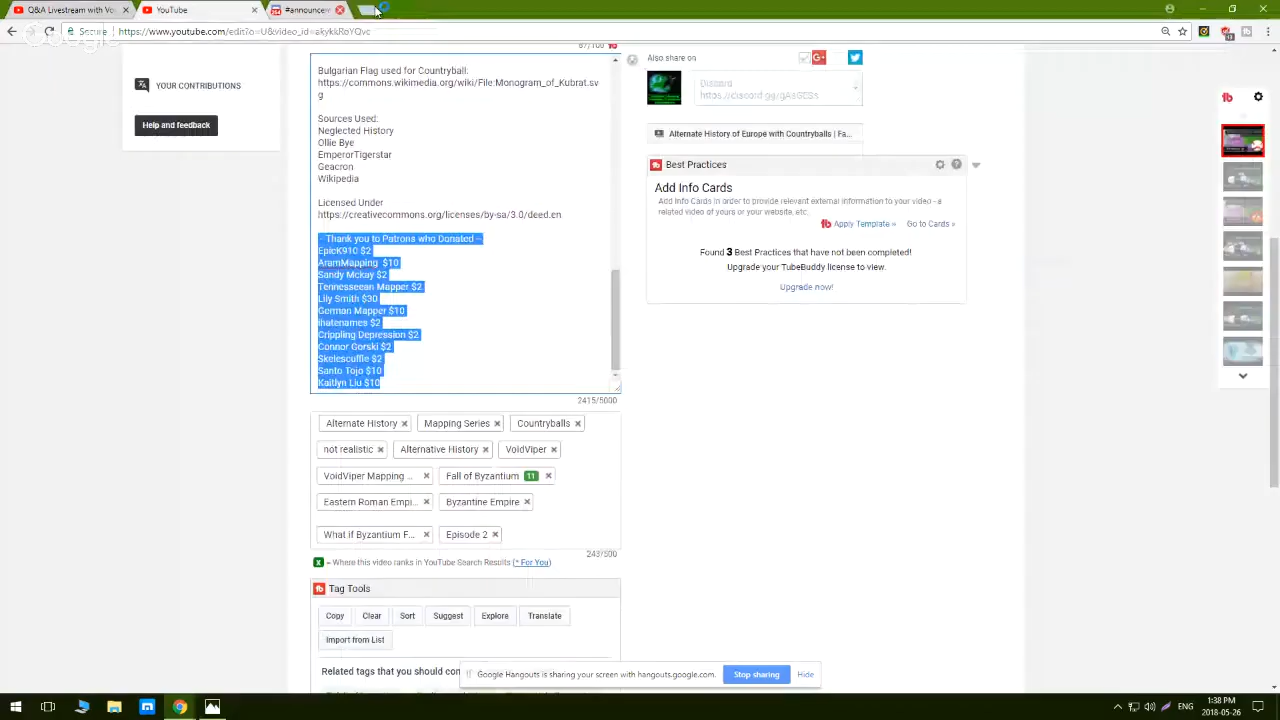 Q&A Livestream with Vo
YouTube
#announcem
Secure
https://www.youtube.com/edit?o=U&video_id=akykkRoYQvc
67/100
YOUR CONTRIBUTIONS
Help and feedback
Bulgarian Flag used for Countryball:
https://commons.wikimedia.org/wiki/File:Monogram_of_Kubrat.sv
g
Sources Used:
Neglected History
Ollie Bye
EmperorTigerstar
Geacron
Wikipedia
Licensed Under
https://creativecommons.org/licenses/by-sa/3.0/deed.en
-- Thank you to Patrons who Donated --
EpicK910 $2
AramMapping $10
Sandy Mckay $2
Tennesseean Mapper $2
Lily Smith $30
German Mapper $10
ihatenames $2
Crippling Depression $2
Connor Gorski $2
Skelescuffle $2
Santo Tojo $10
Kaitlyn Liu $10
2415/5000
Also share on
Discard
Alternate History of Europe with Countryballs | Fa...
Best Practices
Add Info Cards
Add Info Cards in order to provide relevant external information to your video - a
related video of yours or your website, etc.
Apply Template »
Go to Cards »
Found 3 Best Practices that have not been completed!
Upgrade your TubeBuddy license to view.
Upgrade now!
Alternate History
Mapping Series
Countryballs
not realistic
Alternative History
VoidViper
VoidViper Mapping ...
Fall of Byzantium 11
Eastern Roman Empi...
Byzantine Empire
What if Byzantium F...
Episode 2
243/500
= Where this video ranks in YouTube Search Results (* For You)
Tag Tools
Copy
Clear
Sort
Suggest
Explore
Translate
Import from List
Related tags that you should con
Google Hangouts is sharing your screen with hangouts.google.com.
Stop sharing
Hide
ENG
1:38 PM
2018-05-26